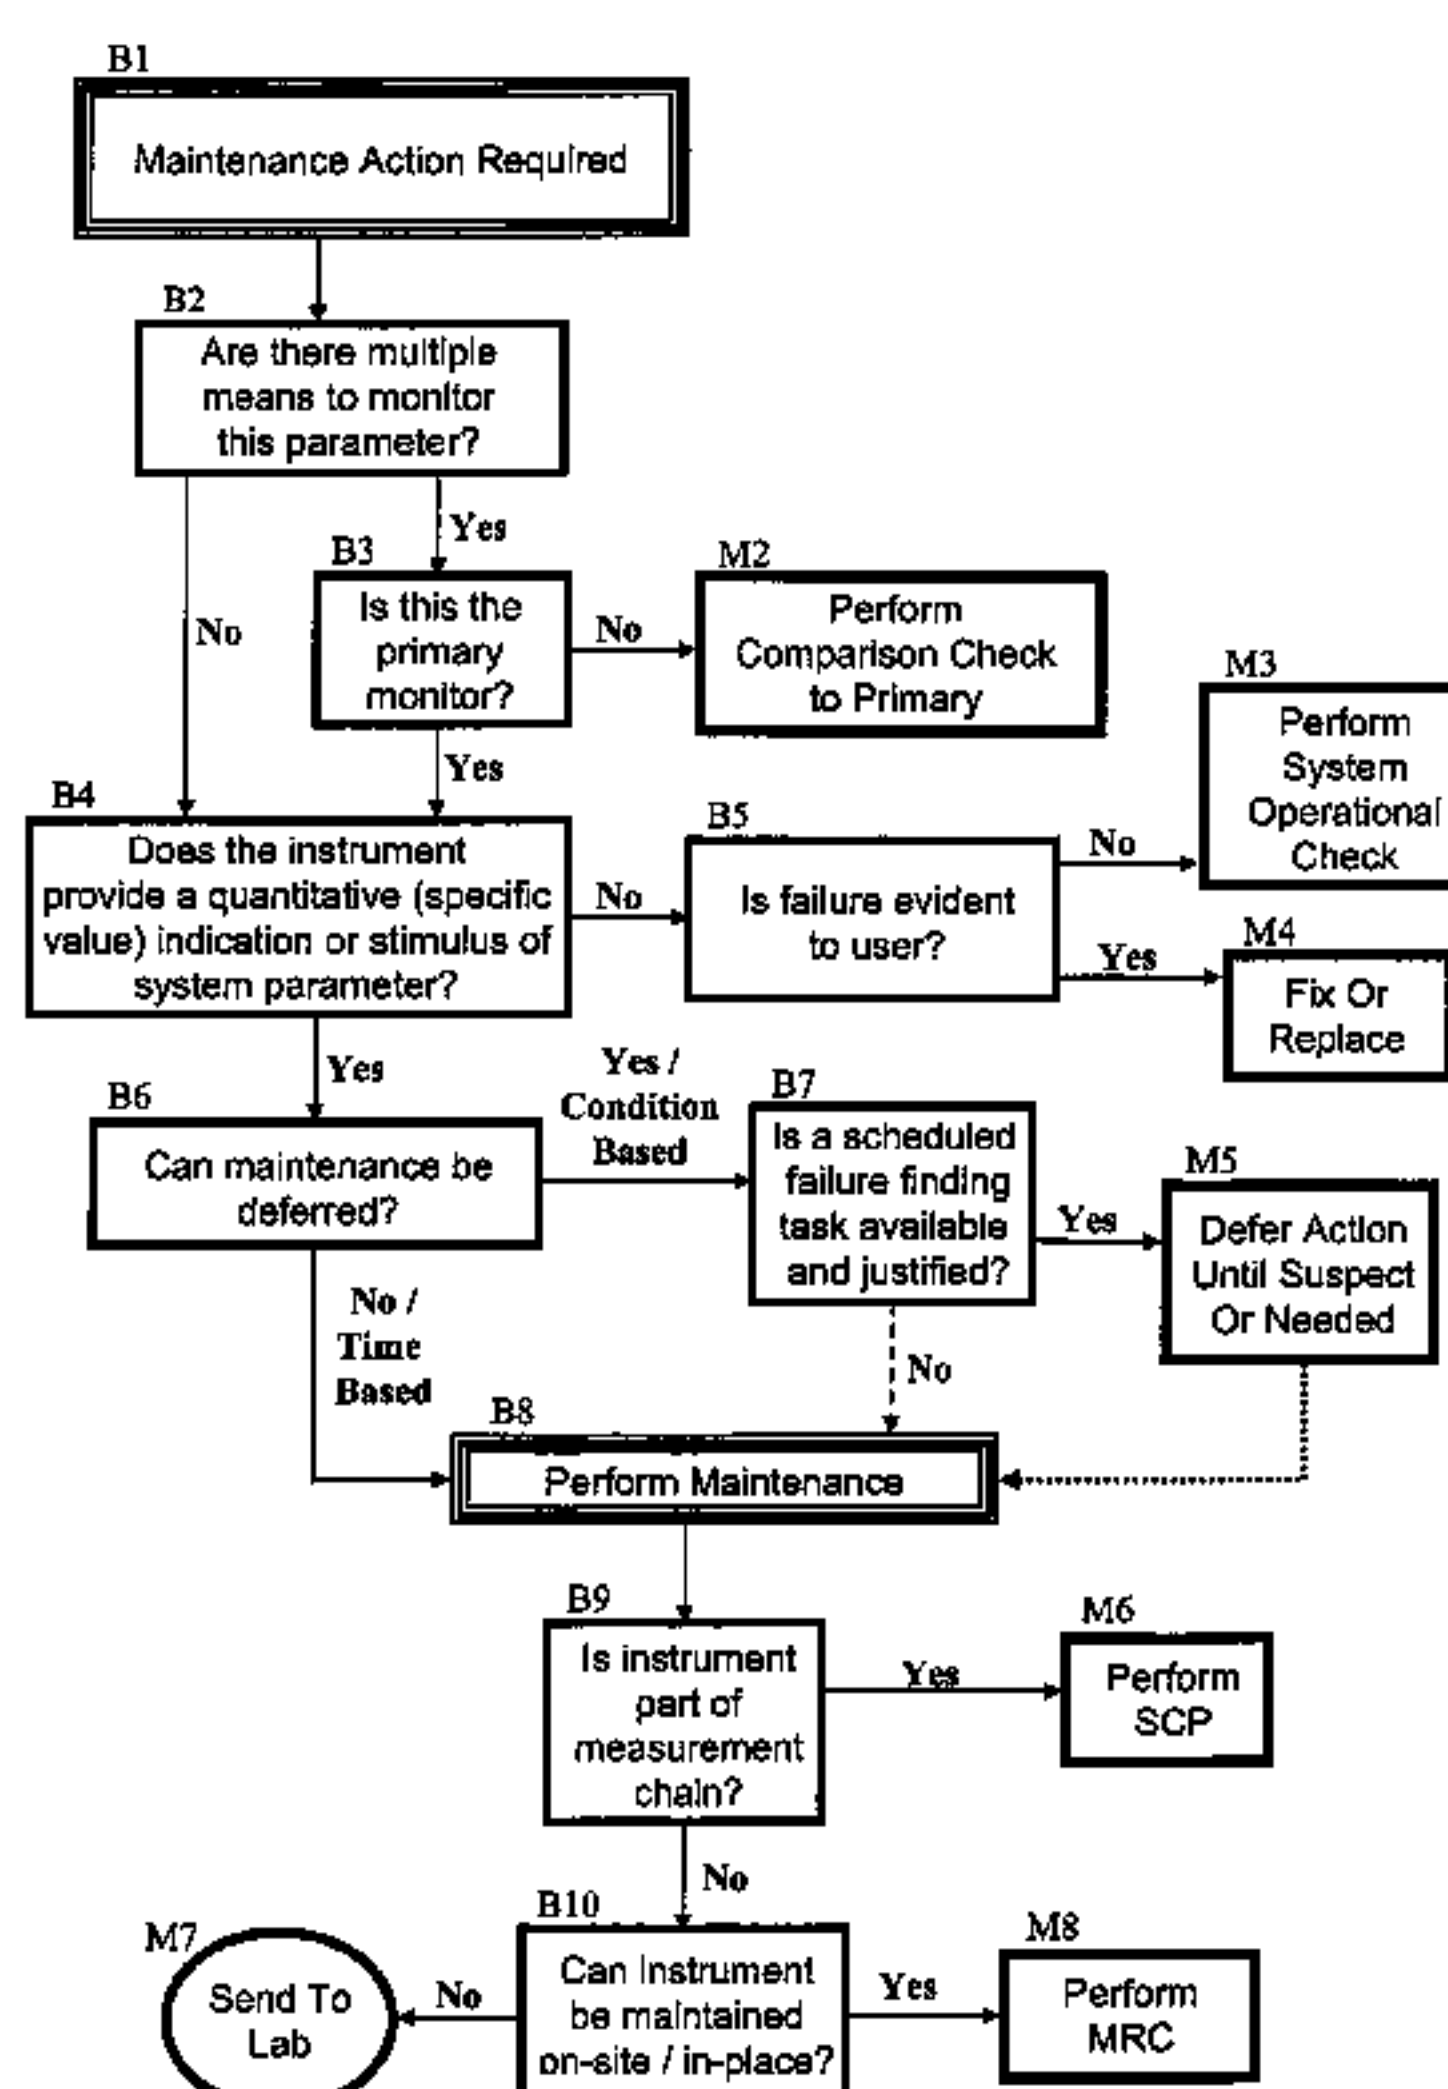 B1
Maintenance Action Required
B2
Are there multiple
means to monitor
this parameter?
Yes
No
B3
Is this the
primary
monitor?
No
M2
Perform
Comparison Check
to Primary
Yes
B4
Does the instrument
provide a quantitative (specific
value) indication or stimulus of
system parameter?
No
B5
Is failure evident
to user?
No
M3
Perform
System
Operational
Check
Yes
M4
Fix Or
Replace
Yes
B6
Can maintenance be
deferred?
Yes /
Condition
Based
B7
Is a scheduled
failure finding
task available
and justified?
Yes
M5
Defer Action
Until Suspect
Or Needed
No /
Time
Based
No
B8
Perform Maintenance
B9
Is instrument
part of
measurement
chain?
Yes
M6
Perform
SCP
No
B10
Can Instrument
be maintained
on-site / in-place?
No
M7
Send To
Lab
Yes
M8
Perform
MRC